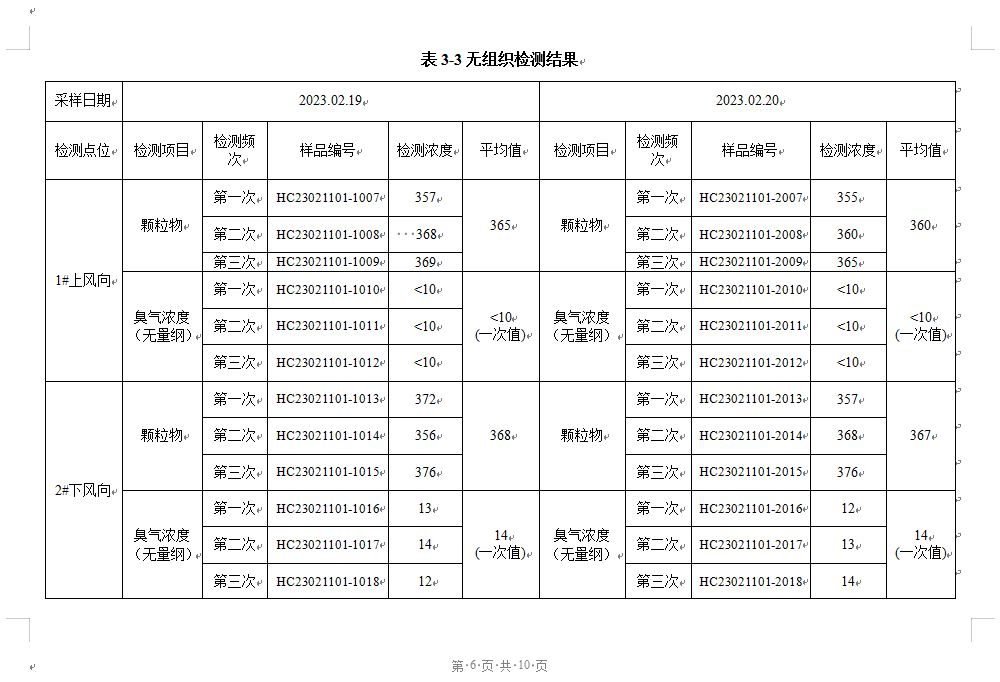 表 3-3 无组织检测结果
采样日期 2023.02.19 2023.02.20
检测点位 检测项目 检测频次 样品编号 检测浓度 平均值 检测项目 检测频次 样品编号 检测浓度 平均值
1#上风向 颗粒物 第一次 HC23021101-1007 357 365 颗粒物 第一次 HC23021101-2007 355 360
第二次 HC23021101-1008 368 第二次 HC23021101-2008 360
第三次 HC23021101-1009 369 第三次 HC23021101-2009 365
臭气浓度（无量纲） 第一次 HC23021101-1010 <10 <10 (一次值) 臭气浓度（无量纲） 第一次 HC23021101-2010 <10 <10 (一次值)
第二次 HC23021101-1011 <10 第二次 HC23021101-2011 <10
第三次 HC23021101-1012 <10 第三次 HC23021101-2012 <10
2#下风向 颗粒物 第一次 HC23021101-1013 372 368 颗粒物 第一次 HC23021101-2013 357 367
第二次 HC23021101-1014 356 第二次 HC23021101-2014 368
第三次 HC23021101-1015 376 第三次 HC23021101-2015 376
臭气浓度（无量纲） 第一次 HC23021101-1016 13 14 (一次值) 臭气浓度（无量纲） 第一次 HC23021101-2016 12 14 (一次值)
第二次 HC23021101-1017 14 第二次 HC23021101-2017 13
第三次 HC23021101-1018 12 第三次 HC23021101-2018 14
第 6 页 共 10 页